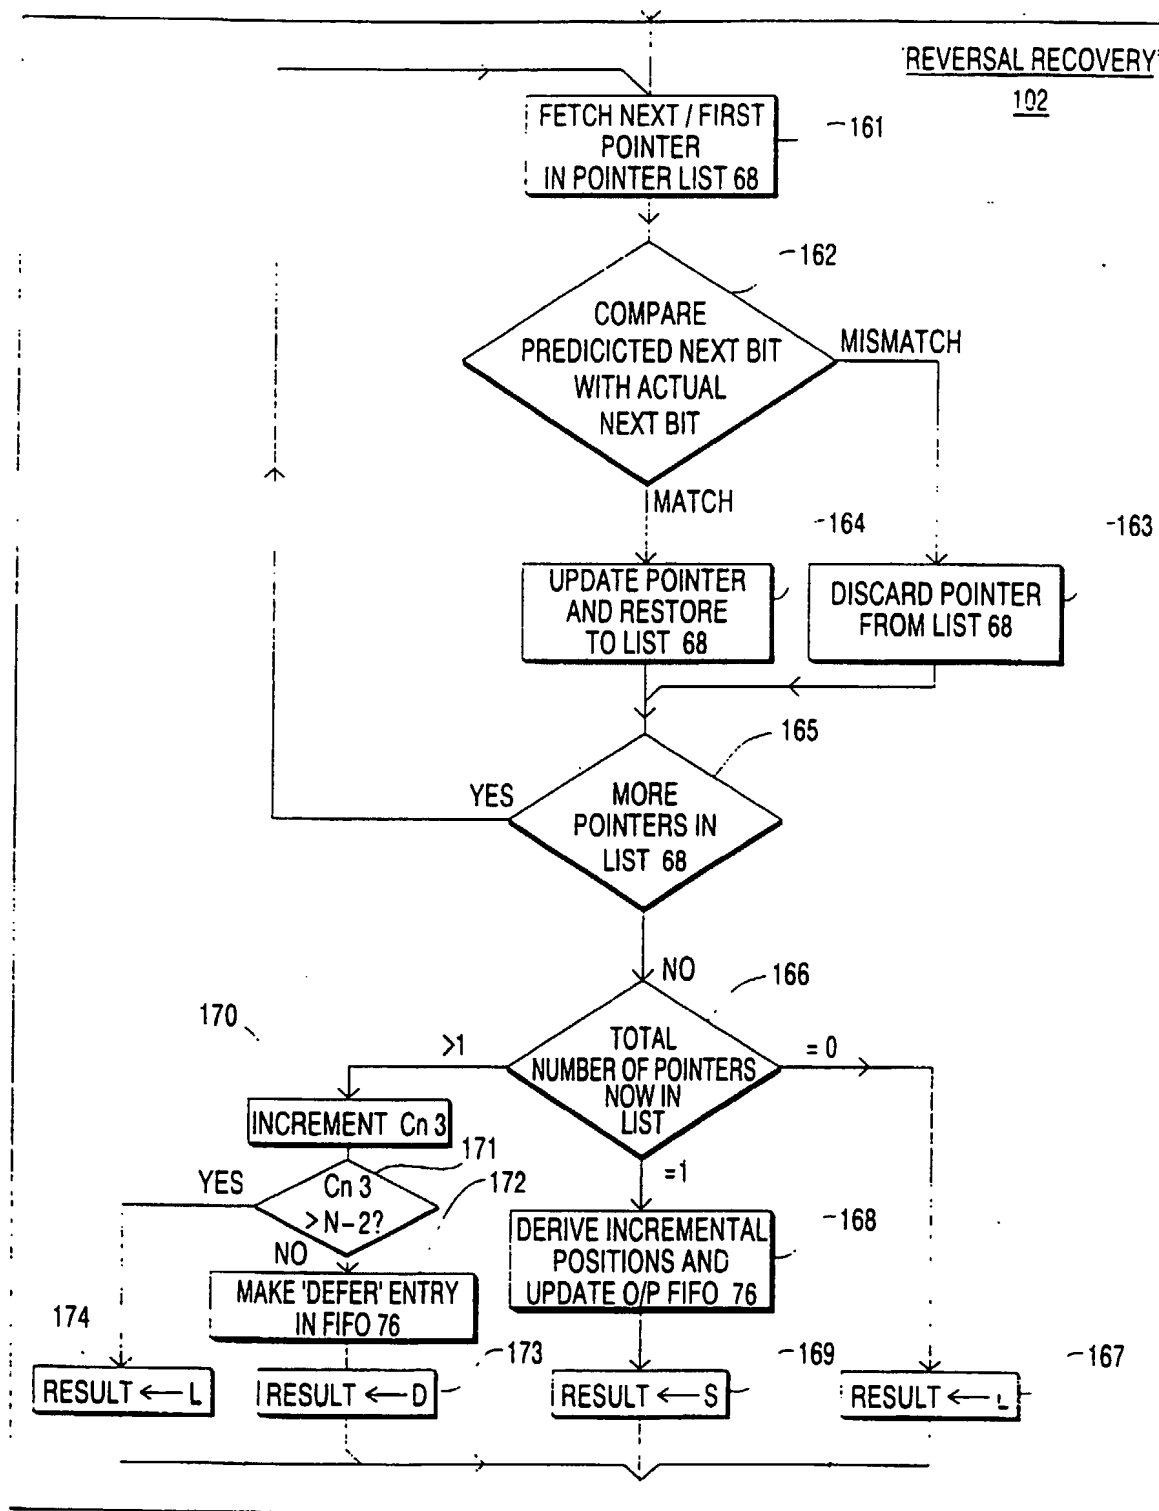 'REVERSAL RECOVERY'
102
FETCH NEXT / FIRST
POINTER
IN POINTER LIST 68
161
162
COMPARE
PREDICICTED NEXT BIT
WITH ACTUAL
NEXT BIT
MISMATCH
MATCH
164
163
UPDATE POINTER
AND RESTORE
TO LIST 68
DISCARD POINTER
FROM LIST 68
165
YES
MORE
POINTERS IN
LIST 68
NO
166
170
>1
TOTAL
NUMBER OF POINTERS
NOW IN
LIST
= 0
INCREMENT Cn 3
171
=1
YES
Cn 3
> N-2?
172
NO
DERIVE INCREMENTAL
POSITIONS AND
UPDATE O/P FIFO 76
168
MAKE 'DEFER' ENTRY
IN FIFO 76
174
173
169
167
RESULT ← L
RESULT ← D
RESULT ← S
RESULT ← L